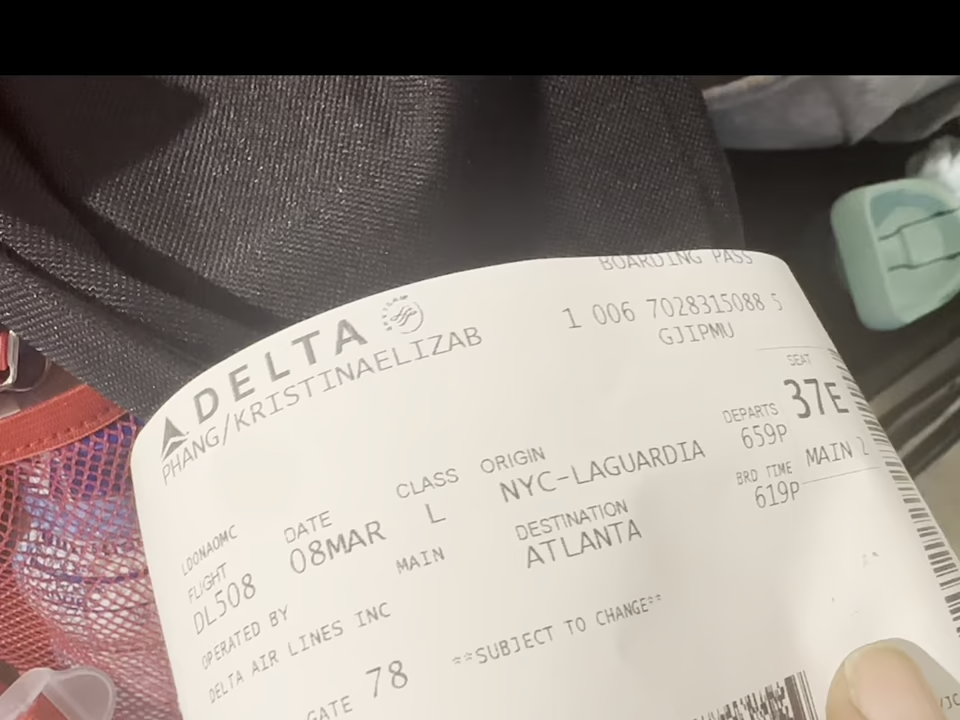 BOARDING PASS
DELTA
1 006 7028315088 5
PHANG/KRISTINAELIZAB
GJIPMU
SEAT
37E
DEPARTS
659P
MAIN 2
BRD TIME
619P
ORIGIN
NYC-LAGUARDIA
CLASS
L
MAIN
DESTINATION
ATLANTA
DATE
08MAR
LDONAOMC
FLIGHT
DL508
OPERATED BY
DELTA AIR LINES INC
GATE 78
**SUBJECT TO CHANGE**